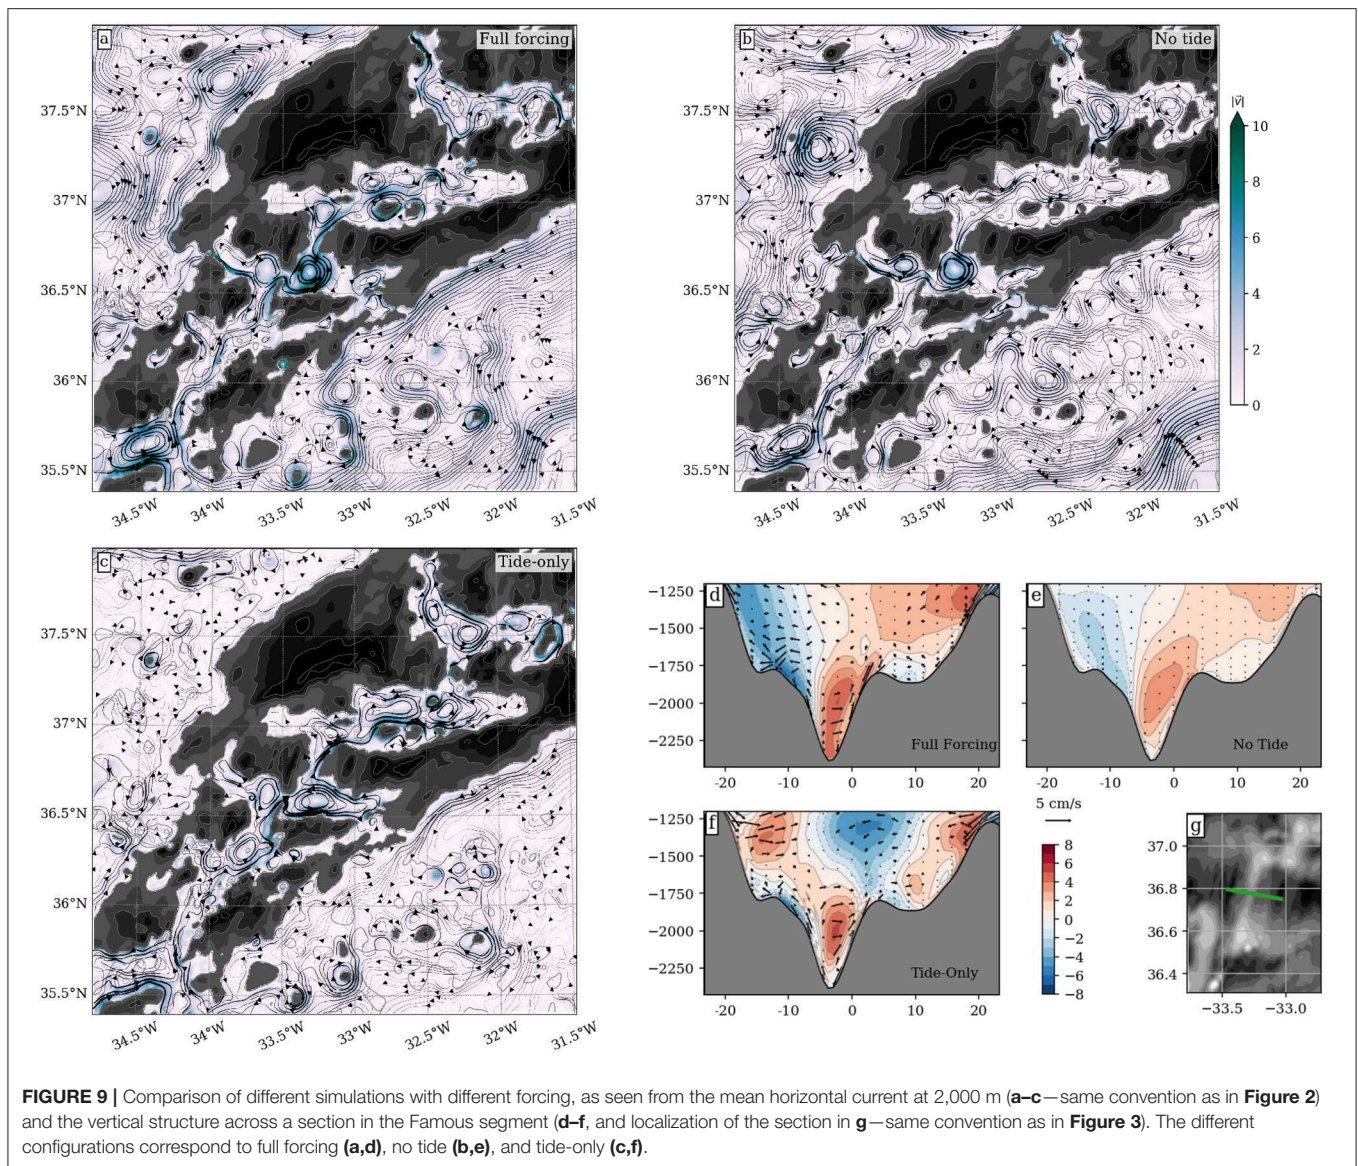 a
Full forcing
37.5°N
37°N
36.5°N
36°N
35.5°N
34.5°W
34°W
33.5°W
33°W
32.5°W
32°W
31.5°W
b
No tide
37.5°N
37°N
36.5°N
36°N
35.5°N
34.5°W
34°W
33.5°W
33°W
32.5°W
32°W
31.5°W
|v⃗|
10
8
6
4
2
0
c
Tide-only
37.5°N
37°N
36.5°N
36°N
35.5°N
34.5°W
34°W
33.5°W
33°W
32.5°W
32°W
31.5°W
d
−1250
−1500
−1750
−2000
−2250
Full Forcing
-20 -10 0 10 20
e
No Tide
-20 -10 0 10 20
f
−1250
−1500
−1750
−2000
−2250
Tide-Only
-20 -10 0 10 20
5 cm/s
8
6
4
2
0
−2
−4
−6
−8
g
37.0
36.8
36.6
36.4
−33.5 −33.0
FIGURE 9 | Comparison of different simulations with different forcing, as seen from the mean horizontal current at 2,000 m (a–c—same convention as in Figure 2)
and the vertical structure across a section in the Famous segment (d–f, and localization of the section in g—same convention as in Figure 3). The different
configurations correspond to full forcing (a,d), no tide (b,e), and tide-only (c,f).